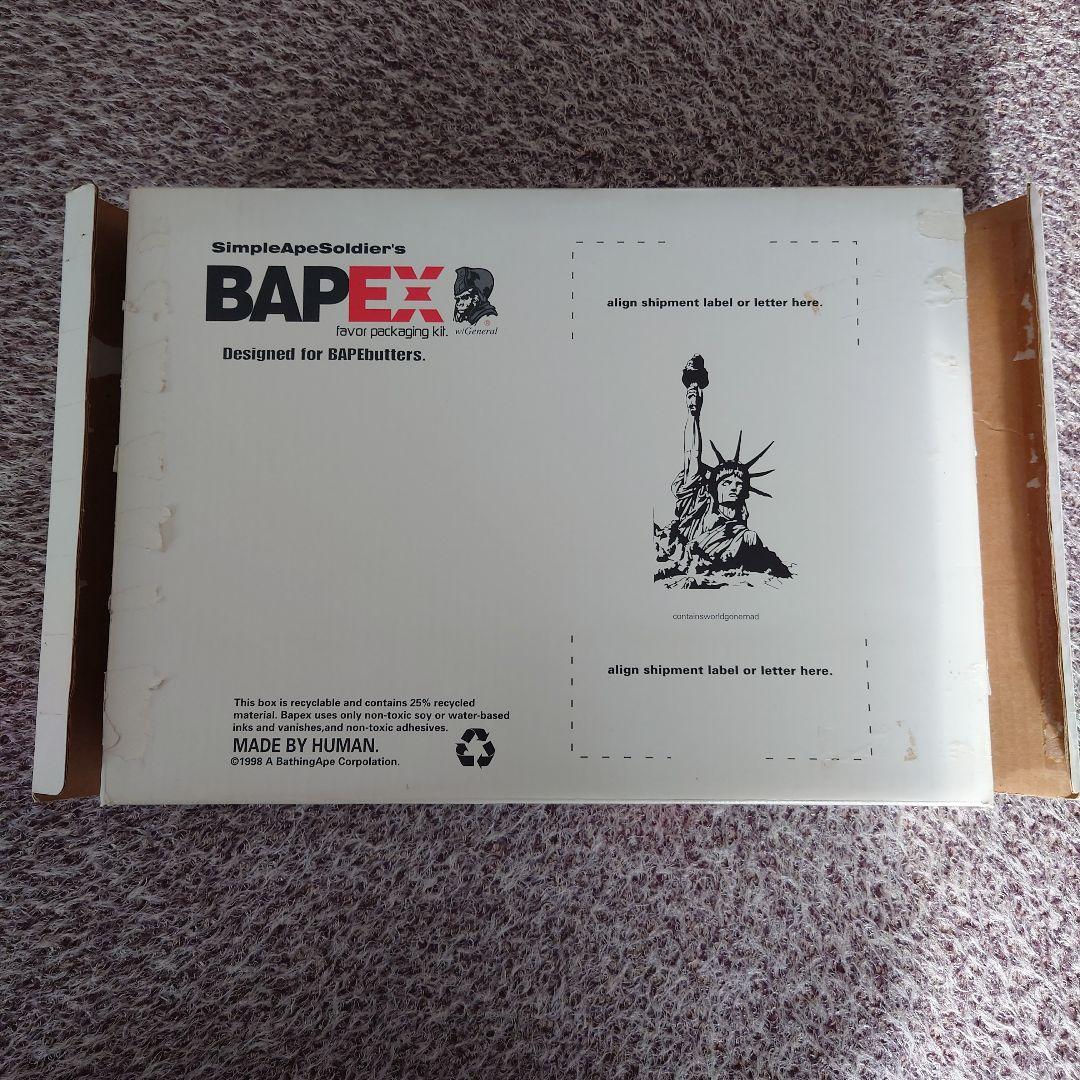 SimpleApeSoldier's
BAPEX
favor packaging kit. w/General ®
Designed for BAPEbutters.
align shipment label or letter here.
containsworldgonemad
align shipment label or letter here.
This box is recyclable and contains 25% recycled
material. Bapex uses only non-toxic soy or water-based
inks and vanishes,and non-toxic adhesives.
MADE BY HUMAN.
©1998 A BathingApe Corpolation.